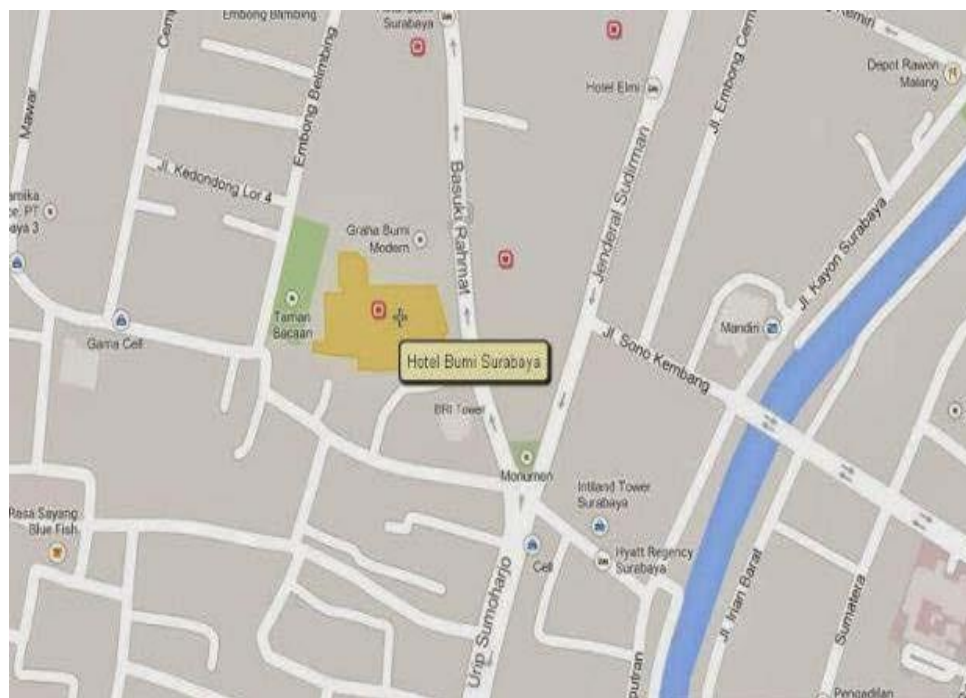 Embong Blimbing
Surabaya
Kemiri
Depot Rawon
Malang
Hotel Elmi
Mawar
Embong Belimbing
Jl. Kedondong Lor 4
Basuki Rahmat
Jenderal Sudirman
Jl. Kayon Surabaya
Graha Bumi
Modern
Taman
Bacaan
Gama Cell
Mandiri
Jl. Sono Kembang
Hotel Bumi Surabaya
BRI Tower
Monumen
Intiland Tower
Surabaya
Rasa Sayang
Blue Fish
Cell
Hyatt Regency
Surabaya
Urip Sumoharjo
Jl. Irian Barat
Sumatera
Pengadilan